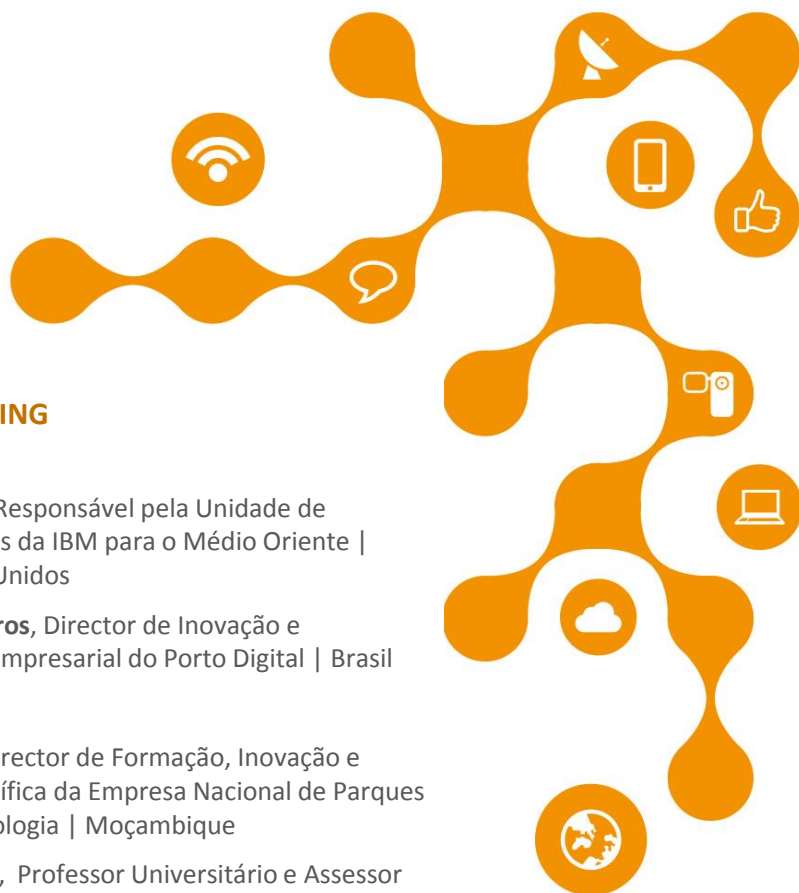 ING
Responsável pela Unidade de
s da IBM para o Médio Oriente |
Unidos
ros, Director de Inovação e
mpresarial do Porto Digital | Brasil
rector de Formação, Inovação e
ífica da Empresa Nacional de Parques
ologia | Moçambique
, Professor Universitário e Assessor